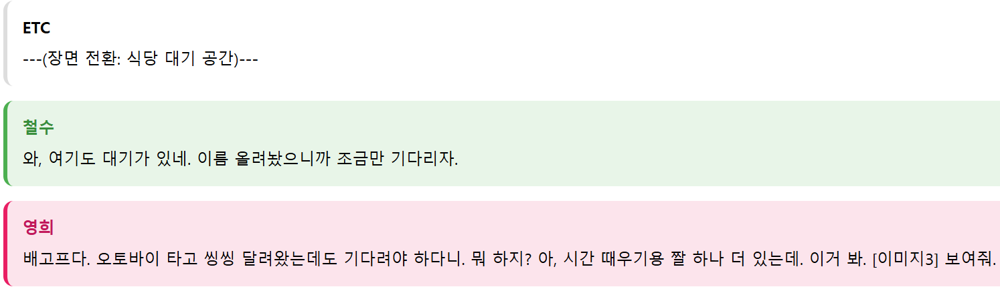 ETC
---(장면 전환: 식당 대기 공간)---
철수
와, 여기도 대기가 있네. 이름 올려놨으니까 조금만 기다리자.
영희
배고프다. 오토바이 타고 씽씽 달려왔는데도 기다려야 하다니. 뭐 하지? 아, 시간 때우기용 짤 하나 더 있는데. 이거 봐. [이미지3] 보여줘.